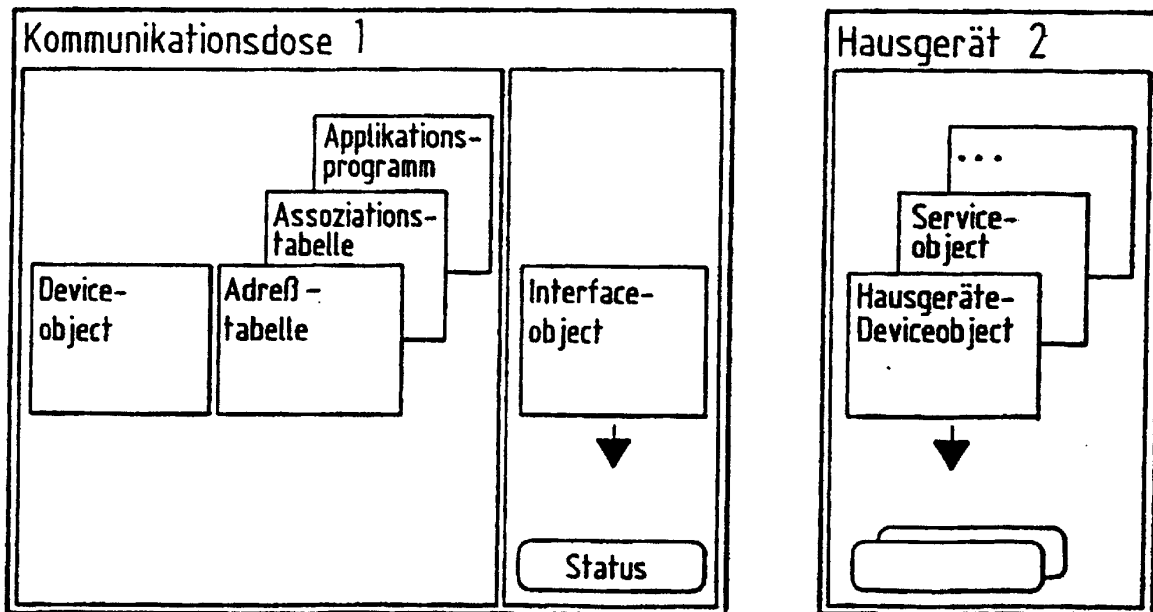 Kommunikationsdose 1
Applikations-
programm
Assoziations-
tabelle
Device-
object
Adreß-
tabelle
Interface-
object
Status
Hausgerät 2
...
Service-
object
Hausgeräte-
Deviceobject